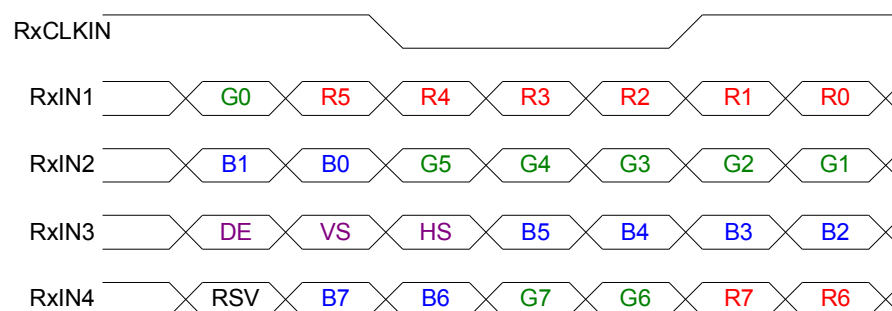 RxCLKIN
RxIN1 G0 R5 R4 R3 R2 R1 R0
RxIN2 B1 B0 G5 G4 G3 G2 G1
RxIN3 DE VS HS B5 B4 B3 B2
RxIN4 RSV B7 B6 G7 G6 R7 R6